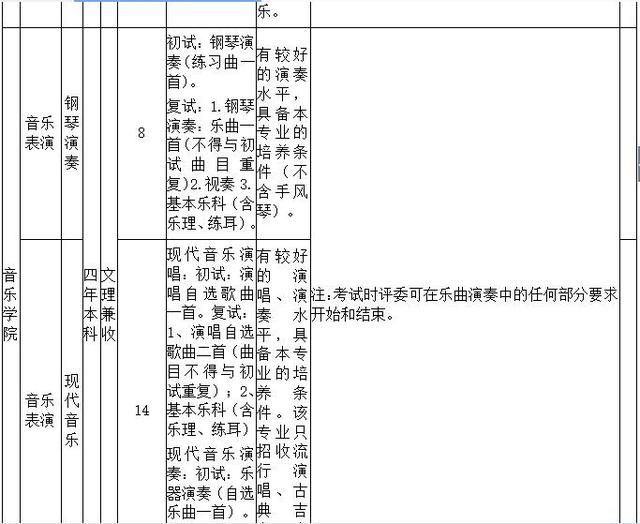 乐。
音乐
表演
钢
琴
演
奏
8
初试：钢琴演
奏(练习曲一
首)。
复试：1.钢琴
演奏：乐曲一
首(不得与初
试曲目重
复)2.视奏 3.
基本乐科（含
乐理、练耳)。
有较好
的演奏
水平，
具备本
专业的
培养条
件（不
含手风
琴）。
音
乐
学
院
四
年
本
科
文
理
兼
收
注：考试时评委可在乐曲演奏中的任何部分要求
开始和结束。
音乐
表演
现
代
音
乐
14
现代音乐演
唱：初试：演
唱自选歌曲
一首。复试：
1、演唱自选
歌曲二首（曲
目不得与初
试重复）；2、
基本乐科（含
乐理、练耳）
现代音乐演
奏：初试：乐
器演奏（自选
乐曲一首）。
有较好
的演
唱、演
奏水
平，具
备本专
业的培
养条
件。该
专业只
招收流
行演
唱、古
典吉